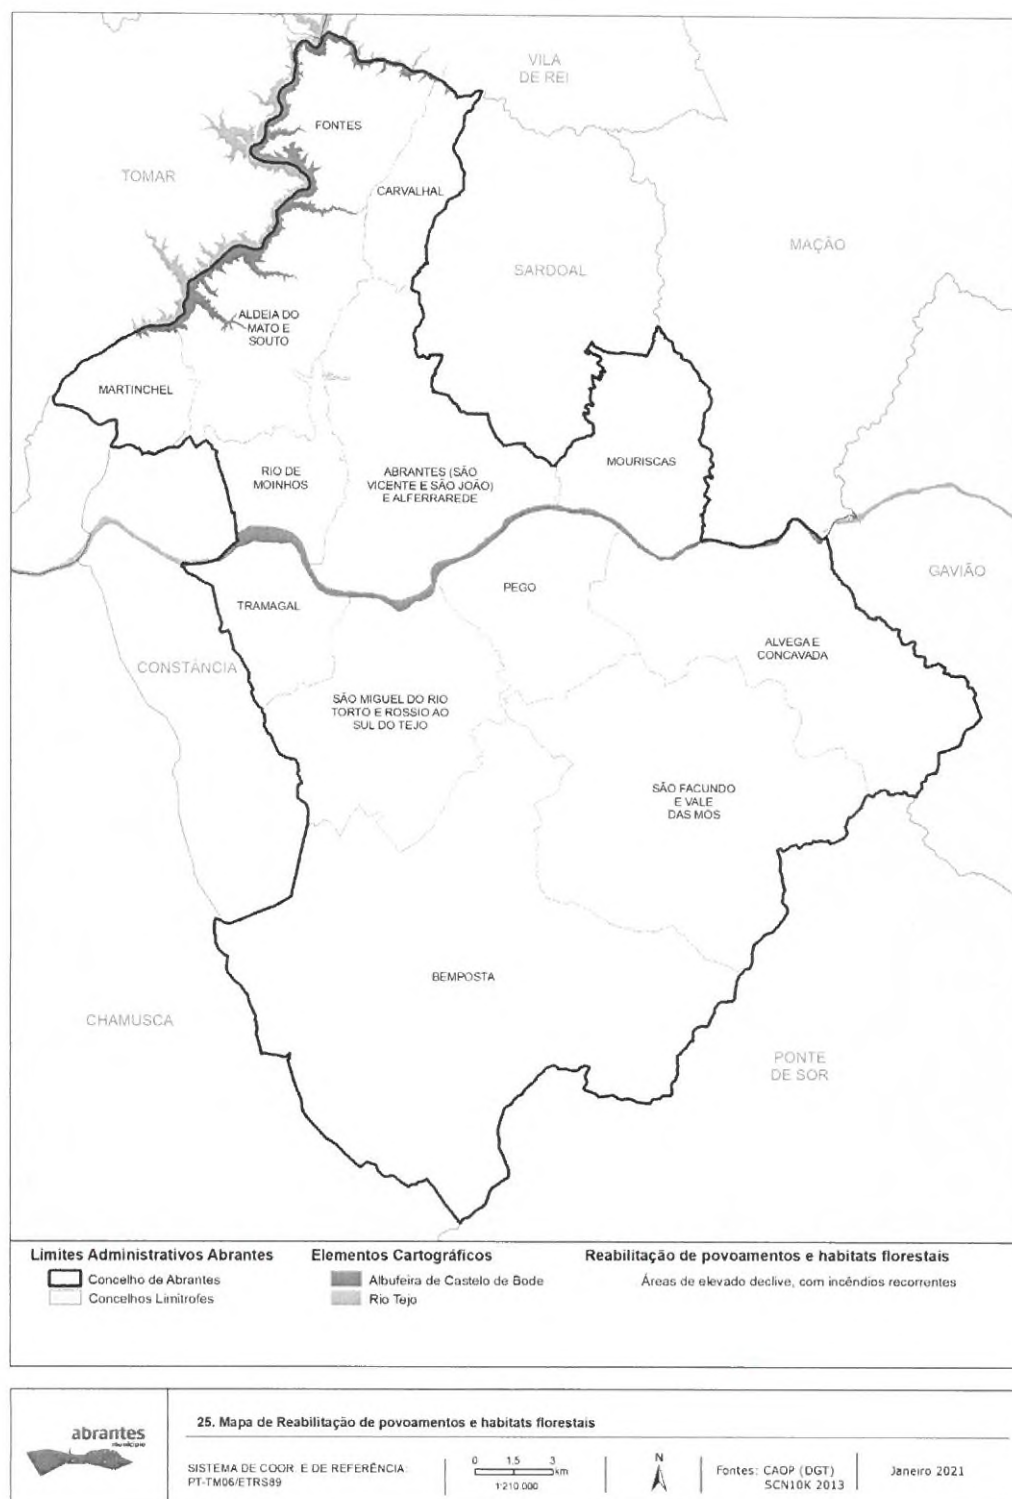 VILA
DE REI
FONTES
TOMAR
CARVALHAL
MAÇÃO
SARDOAL
ALDEIA DO
MATO E
SOUTO
MARTINCHEL
RIO DE
MOINHOS
ABRANTES (SÃO
VICENTE E SÃO JOÃO)
E ALFERRAREDE
MOURISCAS
GAVIÃO
PEGO
TRAMAGAL
ALVEGA E
CONCAVADA
CONSTÂNCIA
SÃO MIGUEL DO RIO
TORTO E ROSSIO AO
SUL DO TEJO
SÃO FACUNDO
E VALE
DAS MÓS
BEMPOSTA
CHAMUSCA
PONTE
DE SOR
Limites Administrativos Abrantes
Concelho de Abrantes
Concelhos Limitrofes
Elementos Cartográficos
Albufeira de Castelo de Bode
Rio Tejo
Reabilitação de povoamentos e habitats florestais
Áreas de elevado declive, com incêndios recorrentes
abrantes
município
25. Mapa de Reabilitação de povoamentos e habitats florestais
SISTEMA DE COOR. E DE REFERÊNCIA:
PT-TM06/ETRS89
0 1,5 3
km
1:210.000
N
Fontes: CAOP (DGT)
SCN10K 2013
Janeiro 2021